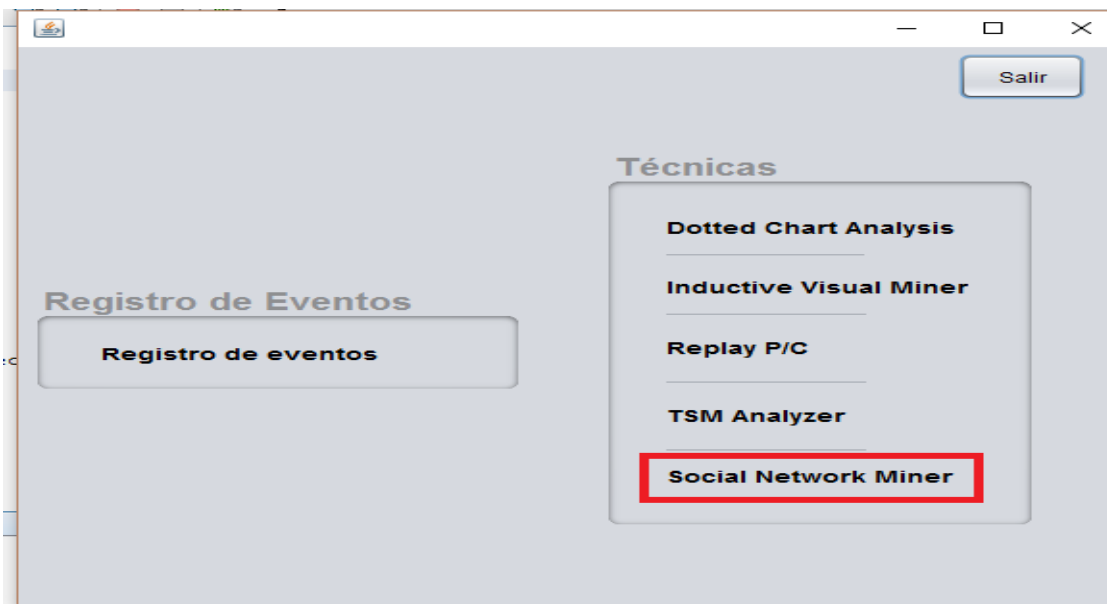 Salir
Técnicas
Dotted Chart Analysis
Inductive Visual Miner
Registro de Eventos
Registro de eventos
Replay P/C
TSM Analyzer
Social Network Miner